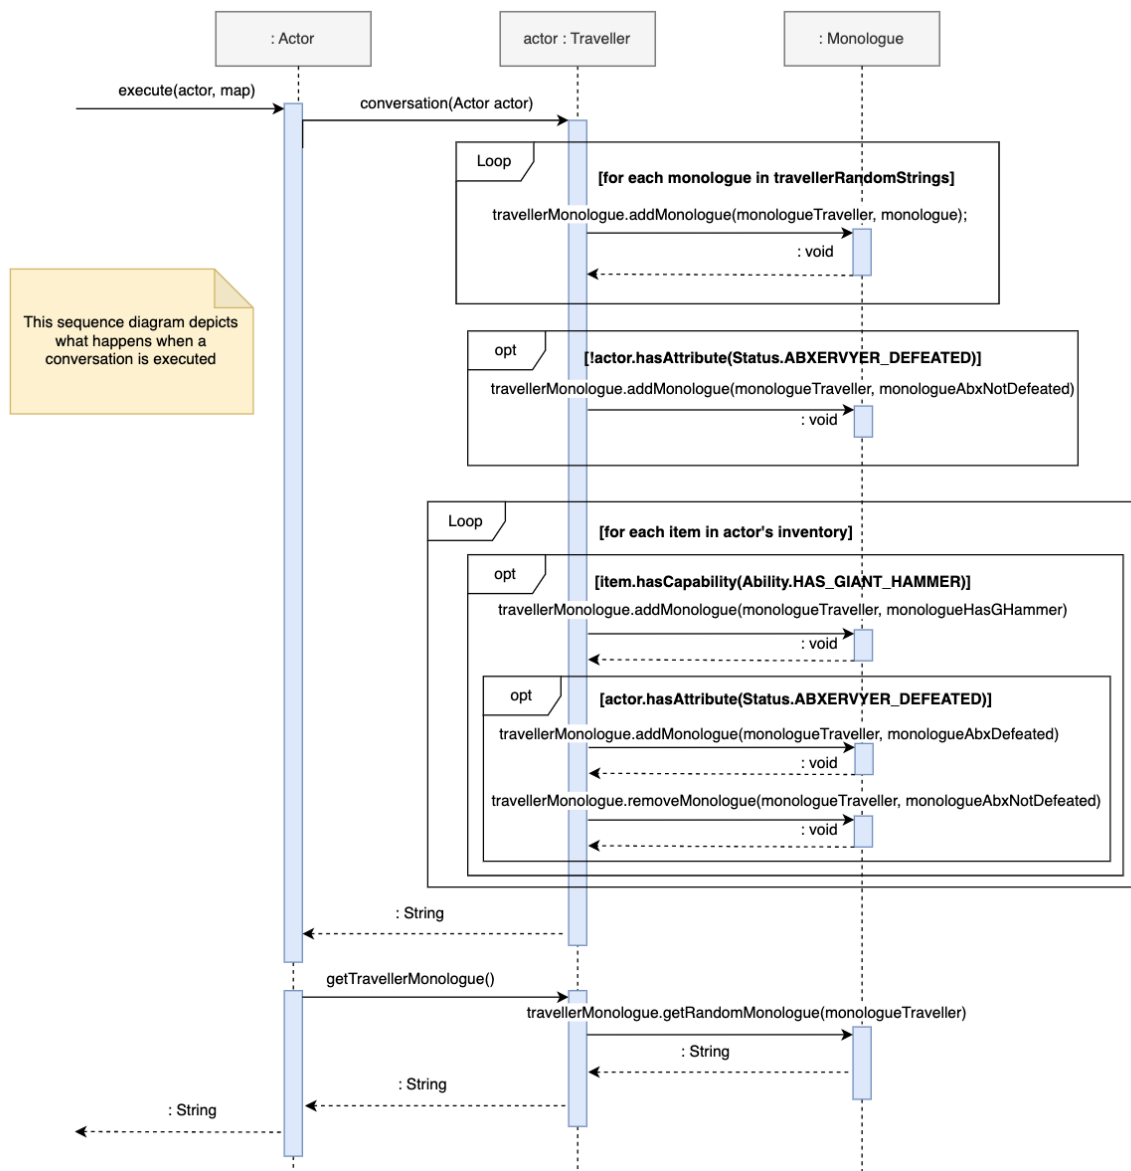 : Actor
actor : Traveller
: Monologue
execute(actor, map)
conversation(Actor actor)
Loop
[for each monologue in travellerRandomStrings]
travellerMonologue.addMonologue(monologueTraveller, monologue);
: void
This sequence diagram depicts
what happens when a
conversation is executed
opt
[!actor.hasAttribute(Status.ABXERVYER_DEFEATED)]
travellerMonologue.addMonologue(monologueTraveller, monologueAbxNotDefeated)
: void
Loop
[for each item in actor's inventory]
opt
[item.hasCapability(Ability.HAS_GIANT_HAMMER)]
travellerMonologue.addMonologue(monologueTraveller, monologueHasGHammer)
: void
opt
[actor.hasAttribute(Status.ABXERVYER_DEFEATED)]
travellerMonologue.addMonologue(monologueTraveller, monologueAbxDefeated)
: void
travellerMonologue.removeMonologue(monologueTraveller, monologueAbxNotDefeated)
: void
: String
getTravellerMonologue()
travellerMonologue.getRandomMonologue(monologueTraveller)
: String
: String
: String